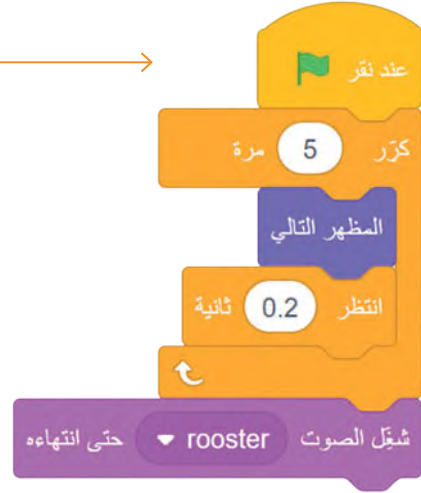 عند نقر
كرّر 5 مرة
المظهر التالي
انتظر 0.2 ثانية
شغّل الصوت rooster حتى انتهاءه